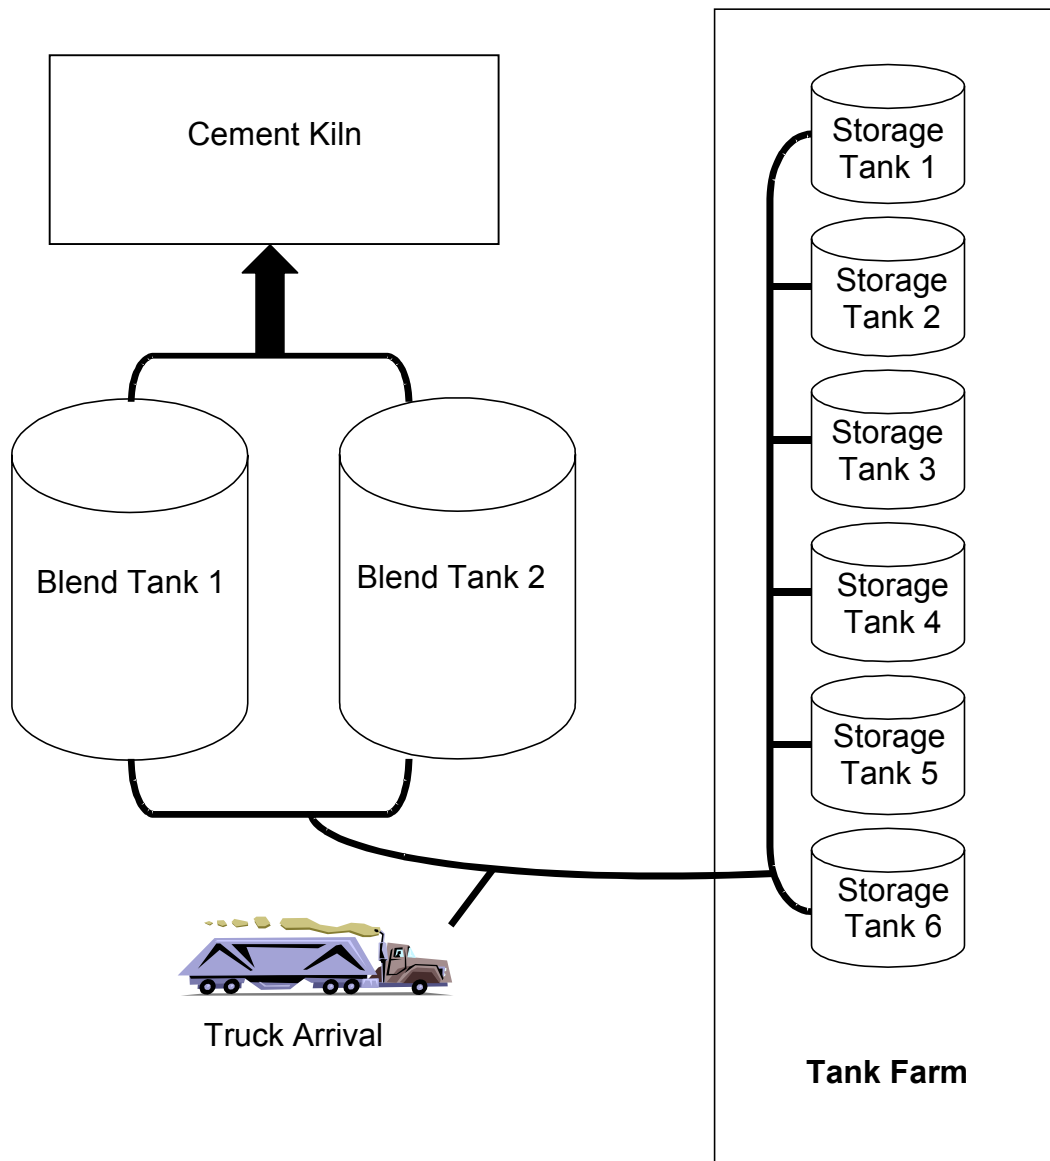 Cement Kiln
Blend Tank 1
Blend Tank 2
Truck Arrival
Storage
Tank 1
Storage
Tank 2
Storage
Tank 3
Storage
Tank 4
Storage
Tank 5
Storage
Tank 6
Tank Farm